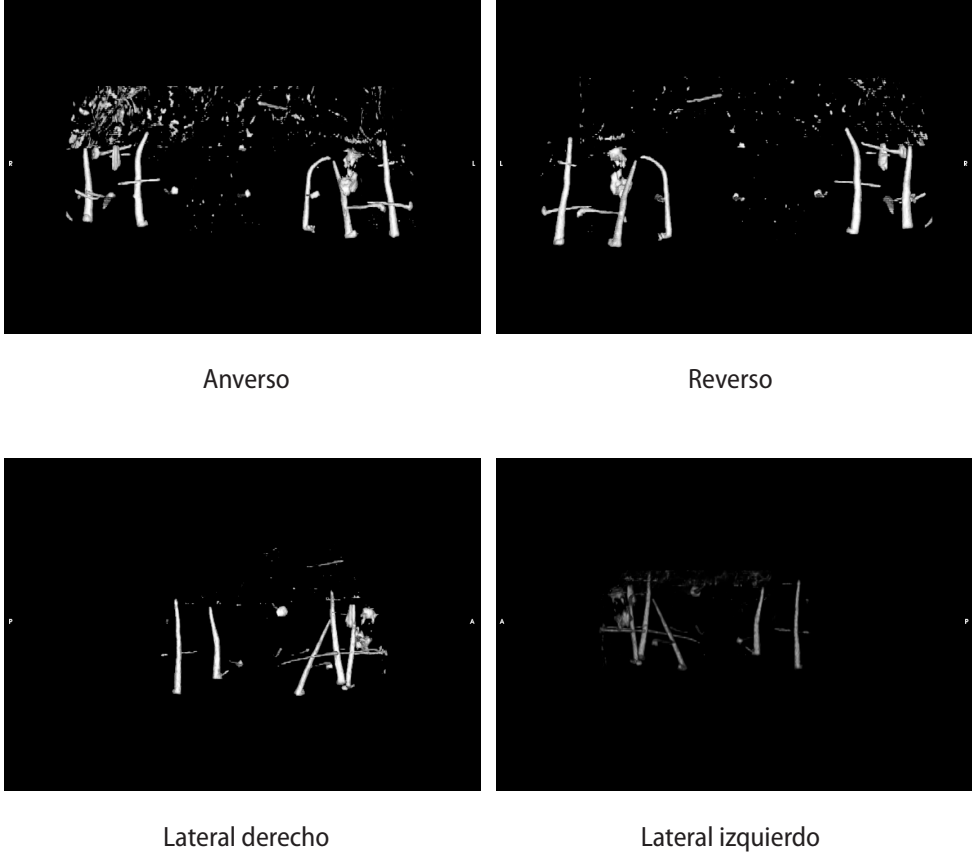 R L
L R
Anverso
Reverso
P A
A P
Lateral derecho
Lateral izquierdo